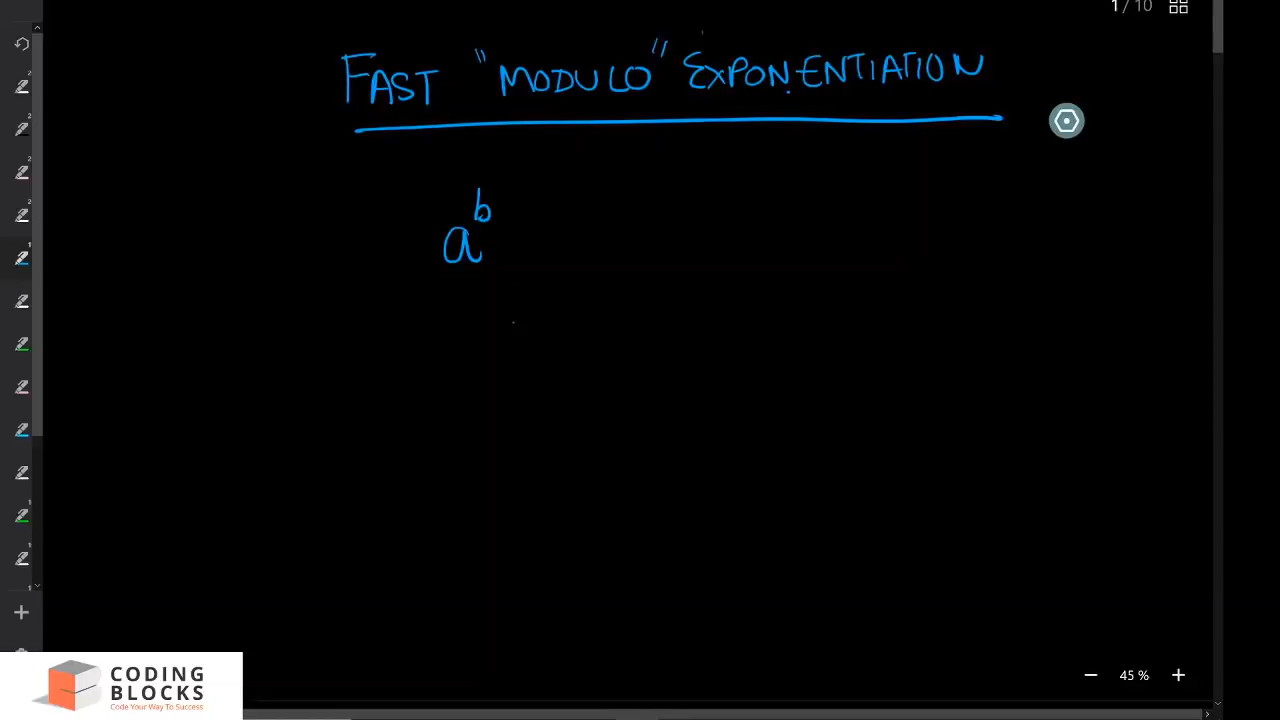 1 / 10
FAST "MODULO" EXPONENTIATION
a^b
CODING
BLOCKS
Code Your Way To Success
45 %